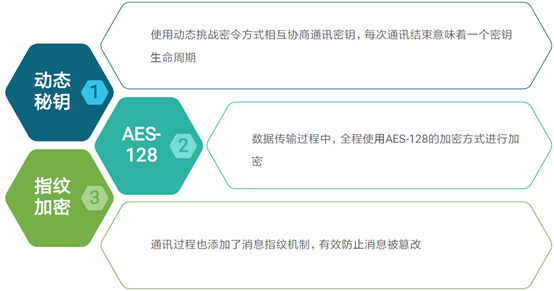 动态
秘钥
1
使用动态挑战密令方式相互协商通讯密钥，每次通讯结束意味着一个密钥
生命周期
AES-
128
2
数据传输过程中，全程使用AES-128的加密方式进行加
密
指纹
加密
3
通讯过程也添加了消息指纹机制，有效防止消息被篡改